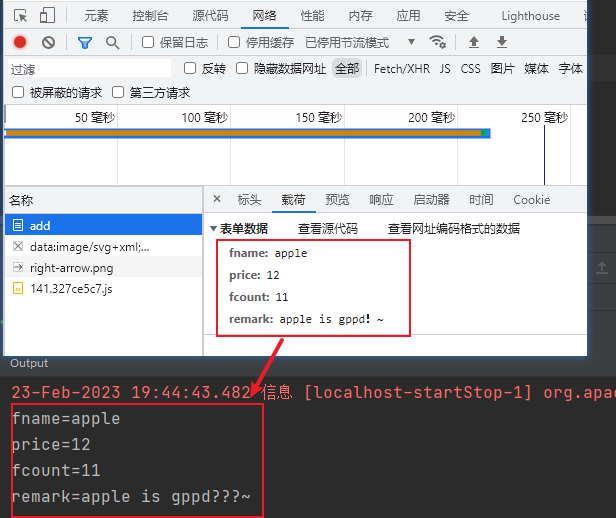 元素 控制台 源代码 网络 性能 内存 应用 安全 Lighthouse
保留日志 停用缓存 已停用节流模式
过滤 反转 隐藏数据网址 全部 Fetch/XHR JS CSS 图片 媒体 字体
被屏蔽的请求 第三方请求
50 毫秒 100 毫秒 150 毫秒 200 毫秒 250 毫秒
名称 × 标头 载荷 预览 响应 启动器 时间 Cookie
add
data:image/svg+xml;...
right-arrow.png
141.327ce5c7.js
▼表单数据 查看源代码 查看网址编码格式的数据
fname: apple
price: 12
fcount: 11
remark: apple is gppd！~
Output
23-Feb-2023 19:44:43.482 信息 [localhost-startStop-1] org.apa
fname=apple
price=12
fcount=11
remark=apple is gppd???~